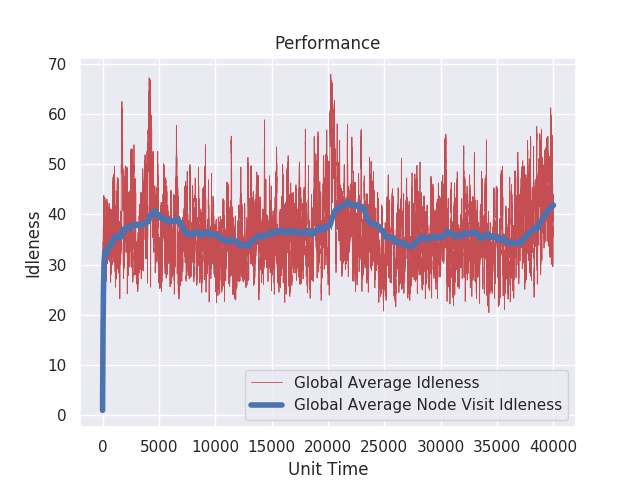 Performance
70
60
50
40
30
20
10
0
Idleness
Global Average Idleness
Global Average Node Visit Idleness
0 5000 10000 15000 20000 25000 30000 35000 40000
Unit Time